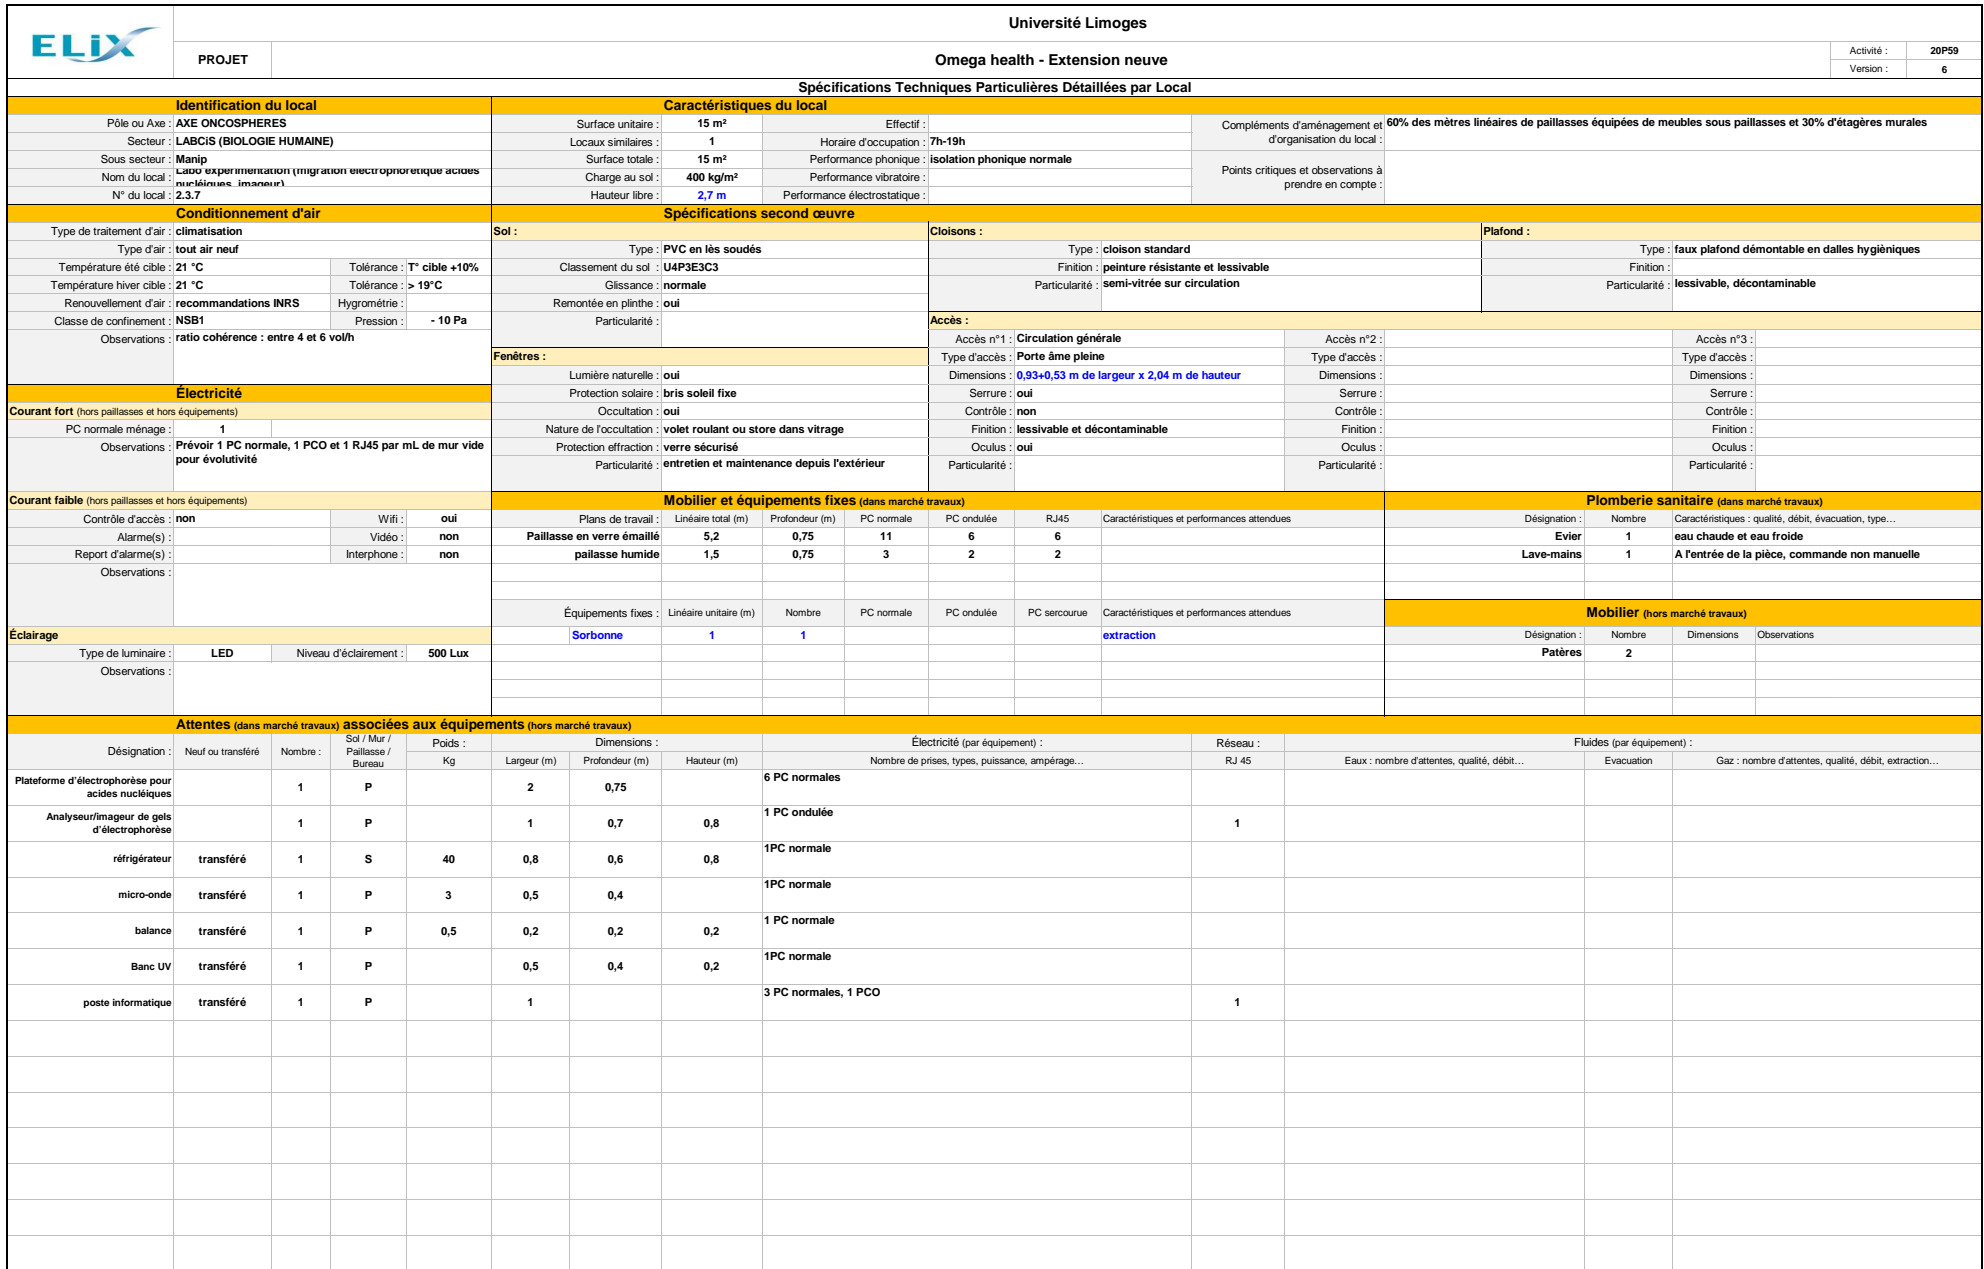 ELiX
Université Limoges
PROJET
Omega health - Extension neuve
Activité : 20P59
Version : 6
Spécifications Techniques Particulières Détaillées par Local
Identification du local
Caractéristiques du local
Pôle ou Axe : AXE ONCOSPHERES
Surface unitaire : 15 m²
Effectif :
Compléments d'aménagement et d'organisation du local : 60% des mètres linéaires de paillasses équipées de meubles sous paillasses et 30% d'étagères murales
Secteur : LABCiS (BIOLOGIE HUMAINE)
Locaux similaires : 1
Horaire d'occupation : 7h-19h
Sous secteur : Manip
Surface totale : 15 m²
Performance phonique : isolation phonique normale
Points critiques et observations à prendre en compte :
Nom du local : Labo expérimentation (migration électrophorétique acides nucléiques, imageur)
Charge au sol : 400 kg/m²
Performance vibratoire :
N° du local : 2.3.7
Hauteur libre : 2,7 m
Performance électrostatique :
Conditionnement d'air
Type de traitement d'air : climatisation
Type d'air : tout air neuf
Température été cible : 21 °C Tolérance : T° cible +10%
Température hiver cible : 21 °C Tolérance : > 19°C
Renouvellement d'air : recommandations INRS Hygrométrie :
Classe de confinement : NSB1 Pression : - 10 Pa
Observations : ratio cohérence : entre 4 et 6 vol/h
Spécifications second œuvre
Sol :
Type : PVC en lès soudés
Classement du sol : U4P3E3C3
Glissance : normale
Remontée en plinthe : oui
Particularité :
Cloisons :
Type : cloison standard
Finition : peinture résistante et lessivable
Particularité : semi-vitrée sur circulation
Plafond :
Type : faux plafond démontable en dalles hygièniques
Finition :
Particularité : lessivable, décontaminable
Fenêtres :
Lumière naturelle : oui
Protection solaire : bris soleil fixe
Occultation : oui
Nature de l'occultation : volet roulant ou store dans vitrage
Protection effraction : verre sécurisé
Particularité : entretien et maintenance depuis l'extérieur
Accès :
Accès n°1 : Circulation générale Accès n°2 : Accès n°3 :
Type d'accès : Porte âme pleine Type d'accès : Type d'accès :
Dimensions : 0,93+0,53 m de largeur x 2,04 m de hauteur Dimensions : Dimensions :
Serrure : oui Serrure : Serrure :
Contrôle : non Contrôle : Contrôle :
Finition : lessivable et décontaminable Finition : Finition :
Oculus : oui Oculus : Oculus :
Particularité : Particularité : Particularité :
Électricité
Courant fort (hors paillasses et hors équipements)
PC normale ménage : 1
Observations : Prévoir 1 PC normale, 1 PCO et 1 RJ45 par mL de mur vide
pour évolutivité
Courant faible (hors paillasses et hors équipements)
Contrôle d'accès : non Wifi : oui
Alarme(s) : Vidéo : non
Report d'alarme(s) : Interphone : non
Observations :
Éclairage
Type de luminaire : LED Niveau d'éclairement : 500 Lux
Observations :
Mobilier et équipements fixes (dans marché travaux)
Plans de travail : Linéaire total (m) Profondeur (m) PC normale PC ondulée RJ45 Caractéristiques et performances attendues
Paillasse en verre émaillé 5,2 0,75 11 6 6
pailasse humide 1,5 0,75 3 2 2
Équipements fixes : Linéaire unitaire (m) Nombre PC normale PC ondulée PC sercourue Caractéristiques et performances attendues
Sorbonne 1 1 extraction
Plomberie sanitaire (dans marché travaux)
Désignation : Nombre Caractéristiques : qualité, débit, évacuation, type…
Evier 1 eau chaude et eau froide
Lave-mains 1 A l'entrée de la pièce, commande non manuelle
Mobilier (hors marché travaux)
Désignation : Nombre Dimensions Observations
Patères 2
Attentes (dans marché travaux) associées aux équipements (hors marché travaux)
Désignation : Neuf ou transféré Nombre : Sol / Mur / Paillasse / Bureau Poids : Dimensions : Électricité (par équipement) : Réseau : Fluides (par équipement) :
Kg Largeur (m) Profondeur (m) Hauteur (m) Nombre de prises, types, puissance, ampérage… RJ 45 Eaux : nombre d'attentes, qualité, débit… Evacuation Gaz : nombre d'attentes, qualité, débit, extraction…
Plateforme d'électrophorèse pour acides nucléiques 1 P 2 0,75 6 PC normales
Analyseur/imageur de gels d'électrophorèse 1 P 1 0,7 0,8 1 PC ondulée 1
réfrigérateur transféré 1 S 40 0,8 0,6 0,8 1PC normale
micro-onde transféré 1 P 3 0,5 0,4 1PC normale
balance transféré 1 P 0,5 0,2 0,2 0,2 1 PC normale
Banc UV transféré 1 P 0,5 0,4 0,2 1PC normale
poste informatique transféré 1 P 1 3 PC normales, 1 PCO 1